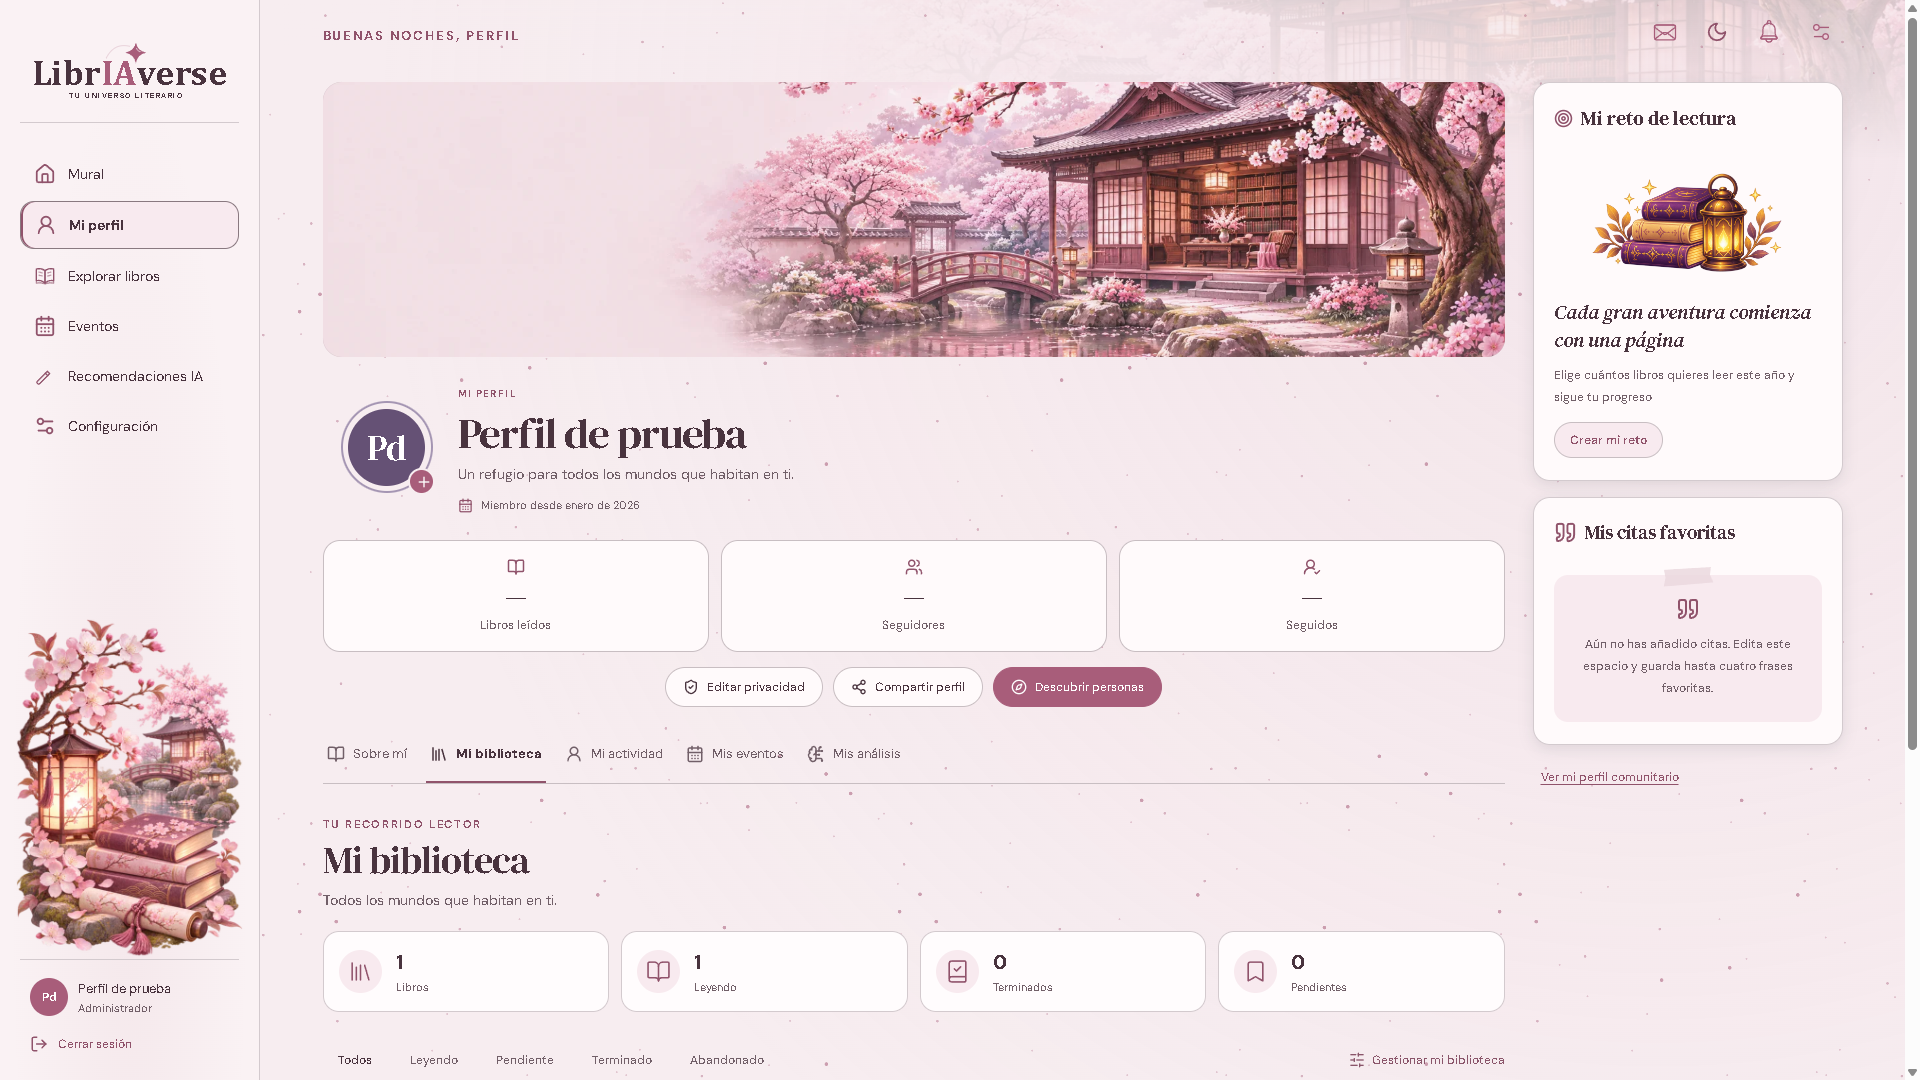 LibrIAverse
TU UNIVERSO LITERARIO
Mural
Mi perfil
Explorar libros
Eventos
Recomendaciones IA
Configuración
Pd
Perfil de prueba
Administrador
Cerrar sesión
BUENAS NOCHES, PERFIL
Pd
MI PERFIL
Perfil de prueba
Un refugio para todos los mundos que habitan en ti.
Miembro desde enero de 2026
—
Libros leídos
—
Seguidores
—
Seguidos
Editar privacidad
Compartir perfil
Descubrir personas
Sobre mí
Mi biblioteca
Mi actividad
Mis eventos
Mis análisis
TU RECORRIDO LECTOR
Mi biblioteca
Todos los mundos que habitan en ti.
1
Libros
1
Leyendo
0
Terminados
0
Pendientes
Todos
Leyendo
Pendiente
Terminado
Abandonado
Gestionar mi biblioteca
Mi reto de lectura
Cada gran aventura comienza
con una página
Elige cuántos libros quieres leer este año y
sigue tu progreso
Crear mi reto
Mis citas favoritas
Aún no has añadido citas. Edita este
espacio y guarda hasta cuatro frases
favoritas.
Ver mi perfil comunitario